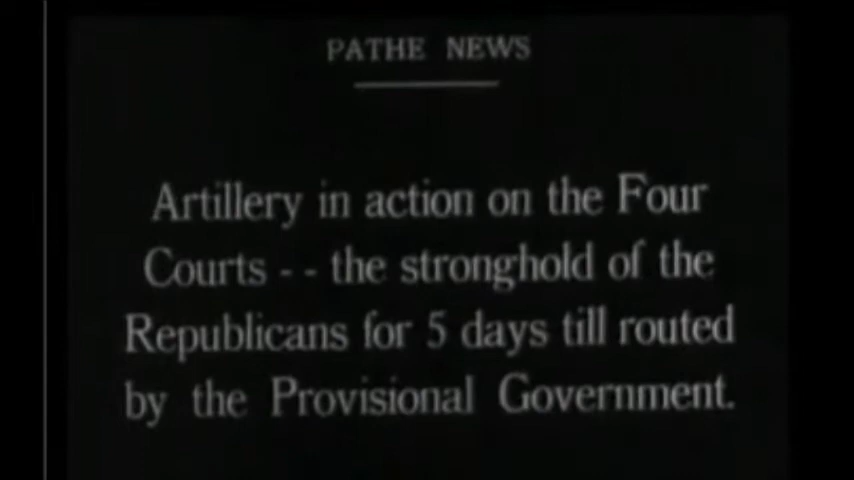 PATHE NEWS
Artillery in action on the Four
Courts -- the stronghold of the
Republicans for 5 days till routed
by the Provisional Government.